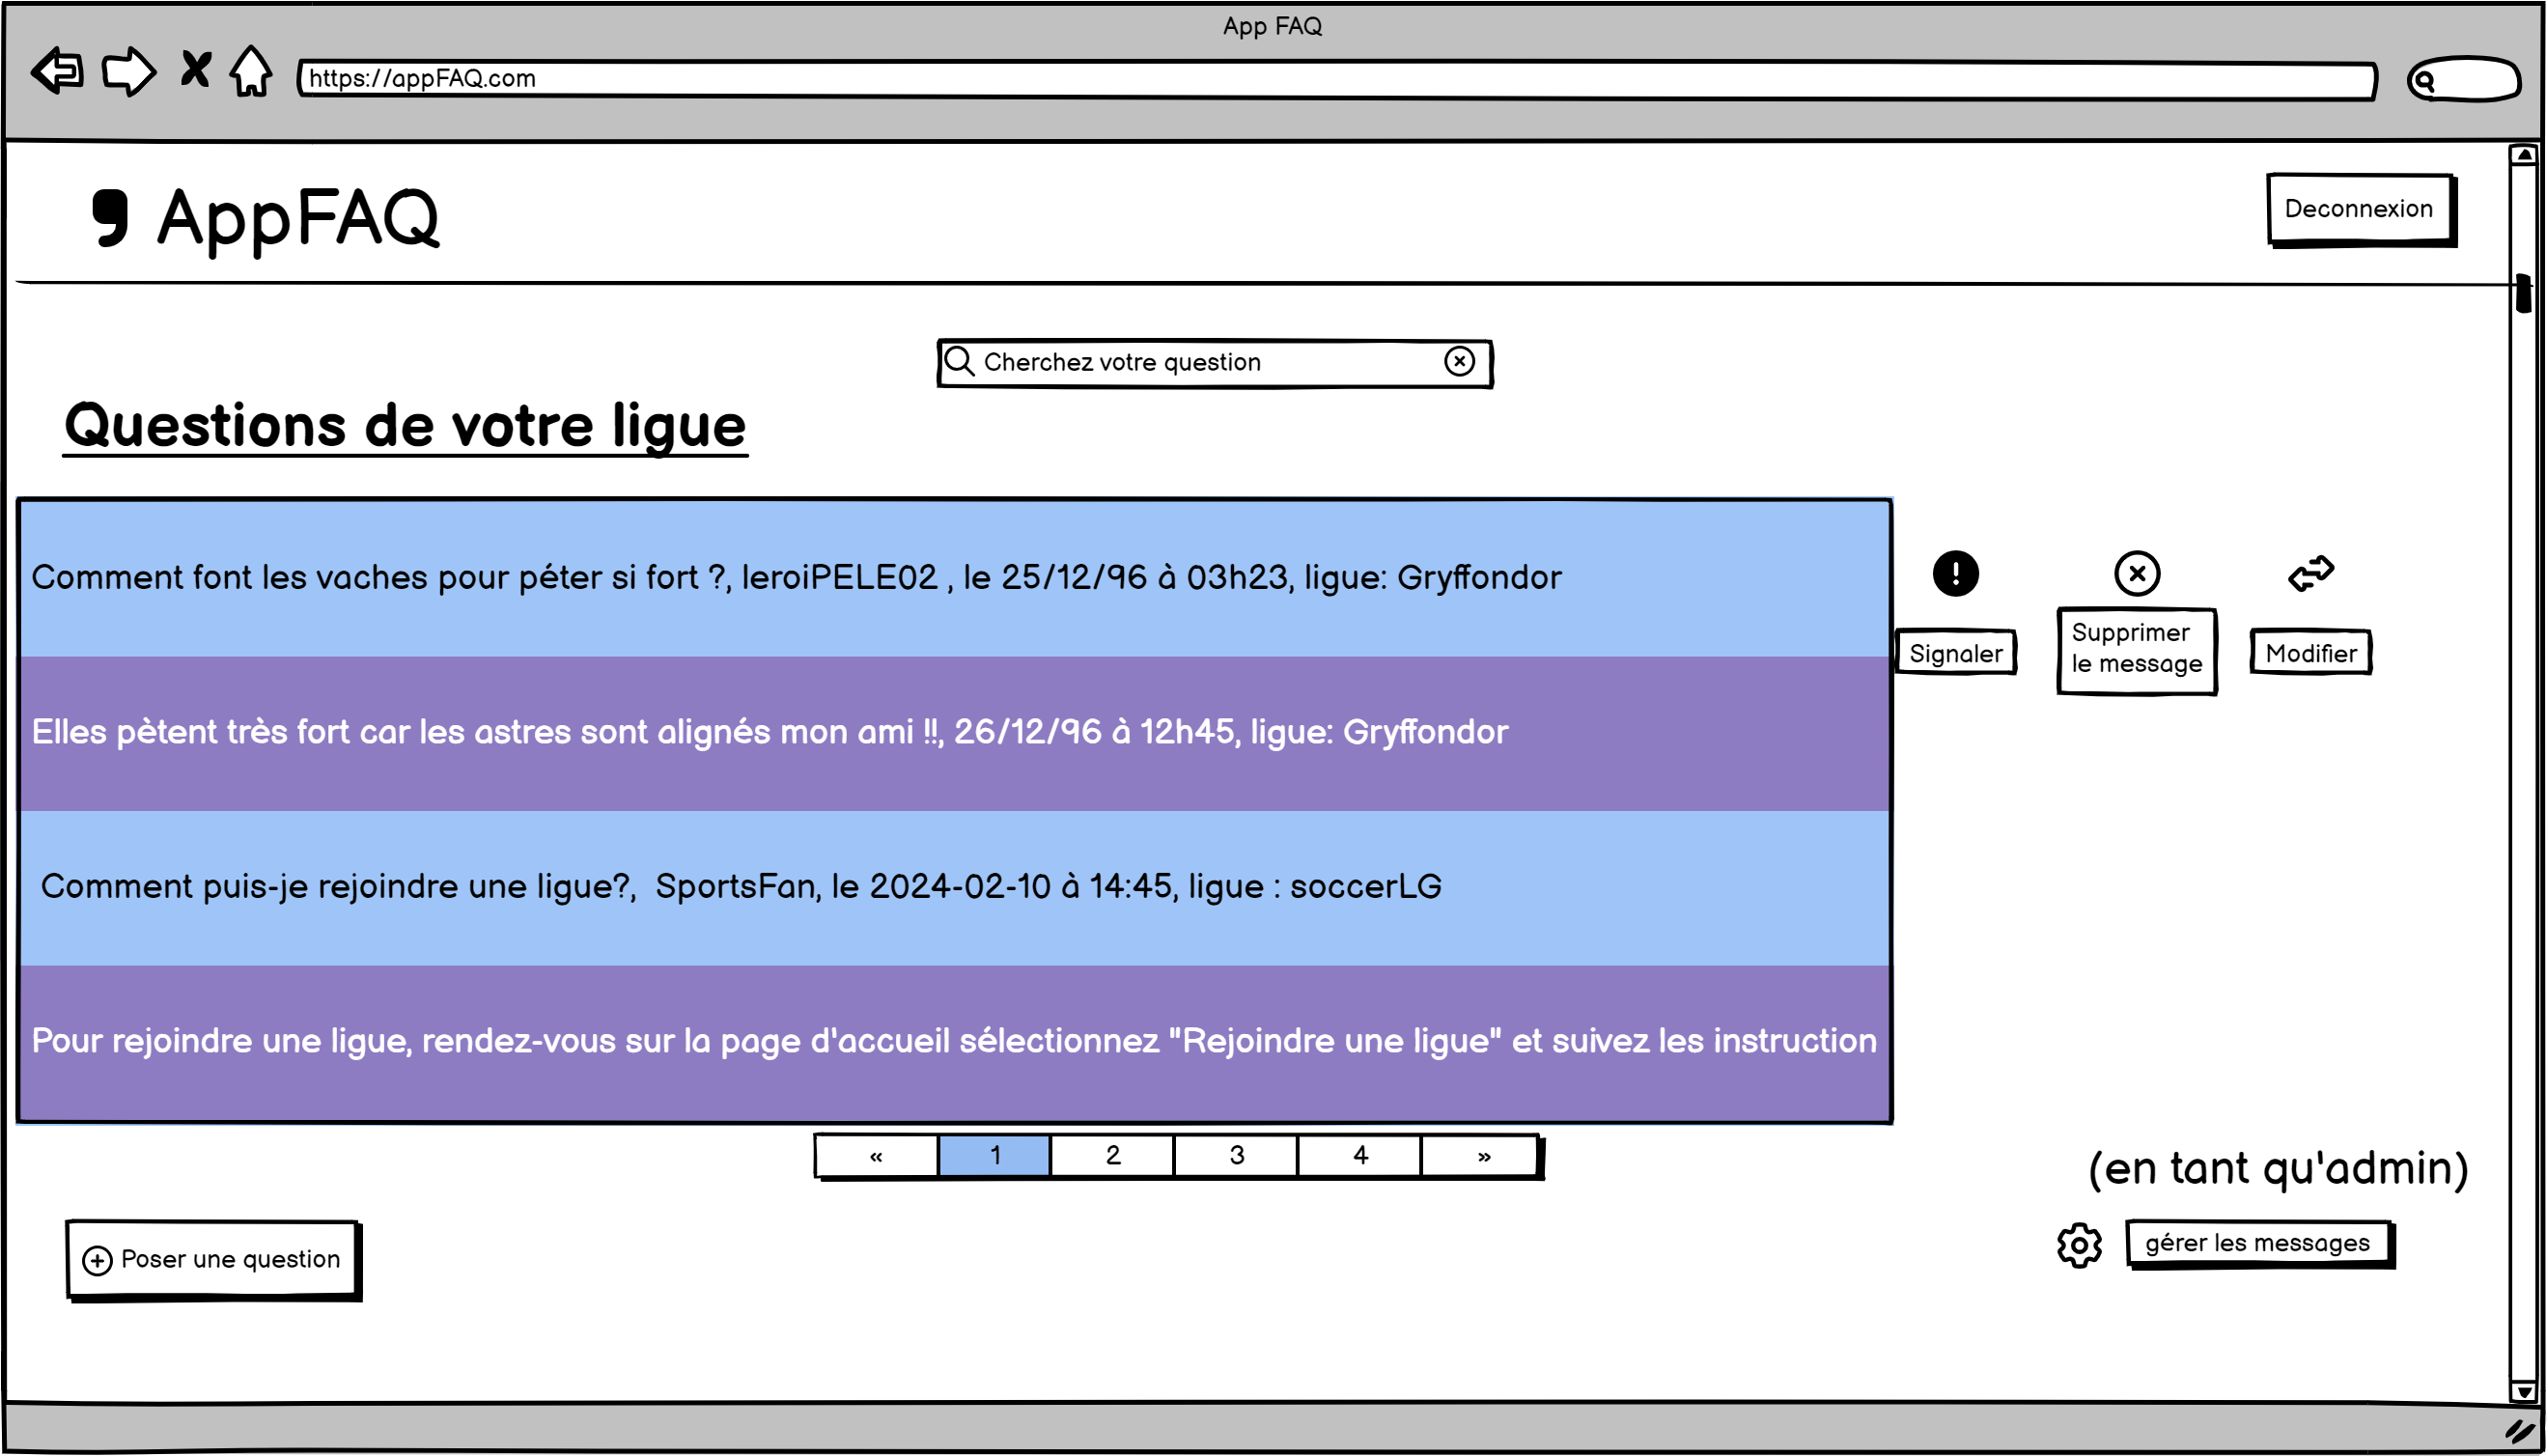 App FAQ
https://appFAQ.com
AppFAQ
Deconnexion
Cherchez votre question
Questions de votre ligue
Comment font les vaches pour péter si fort ?, leroiPELE02 , le 25/12/96 à 03h23, ligue: Gryffondor
Signaler
Supprimer
le message
Modifier
Elles pètent très fort car les astres sont alignés mon ami !!, 26/12/96 à 12h45, ligue: Gryffondor
Comment puis-je rejoindre une ligue?,  SportsFan, le 2024-02-10 à 14:45, ligue : soccerLG
Pour rejoindre une ligue, rendez-vous sur la page d'accueil sélectionnez "Rejoindre une ligue" et suivez les instruction
« 1 2 3 4 »
(en tant qu'admin)
Poser une question
gérer les messages